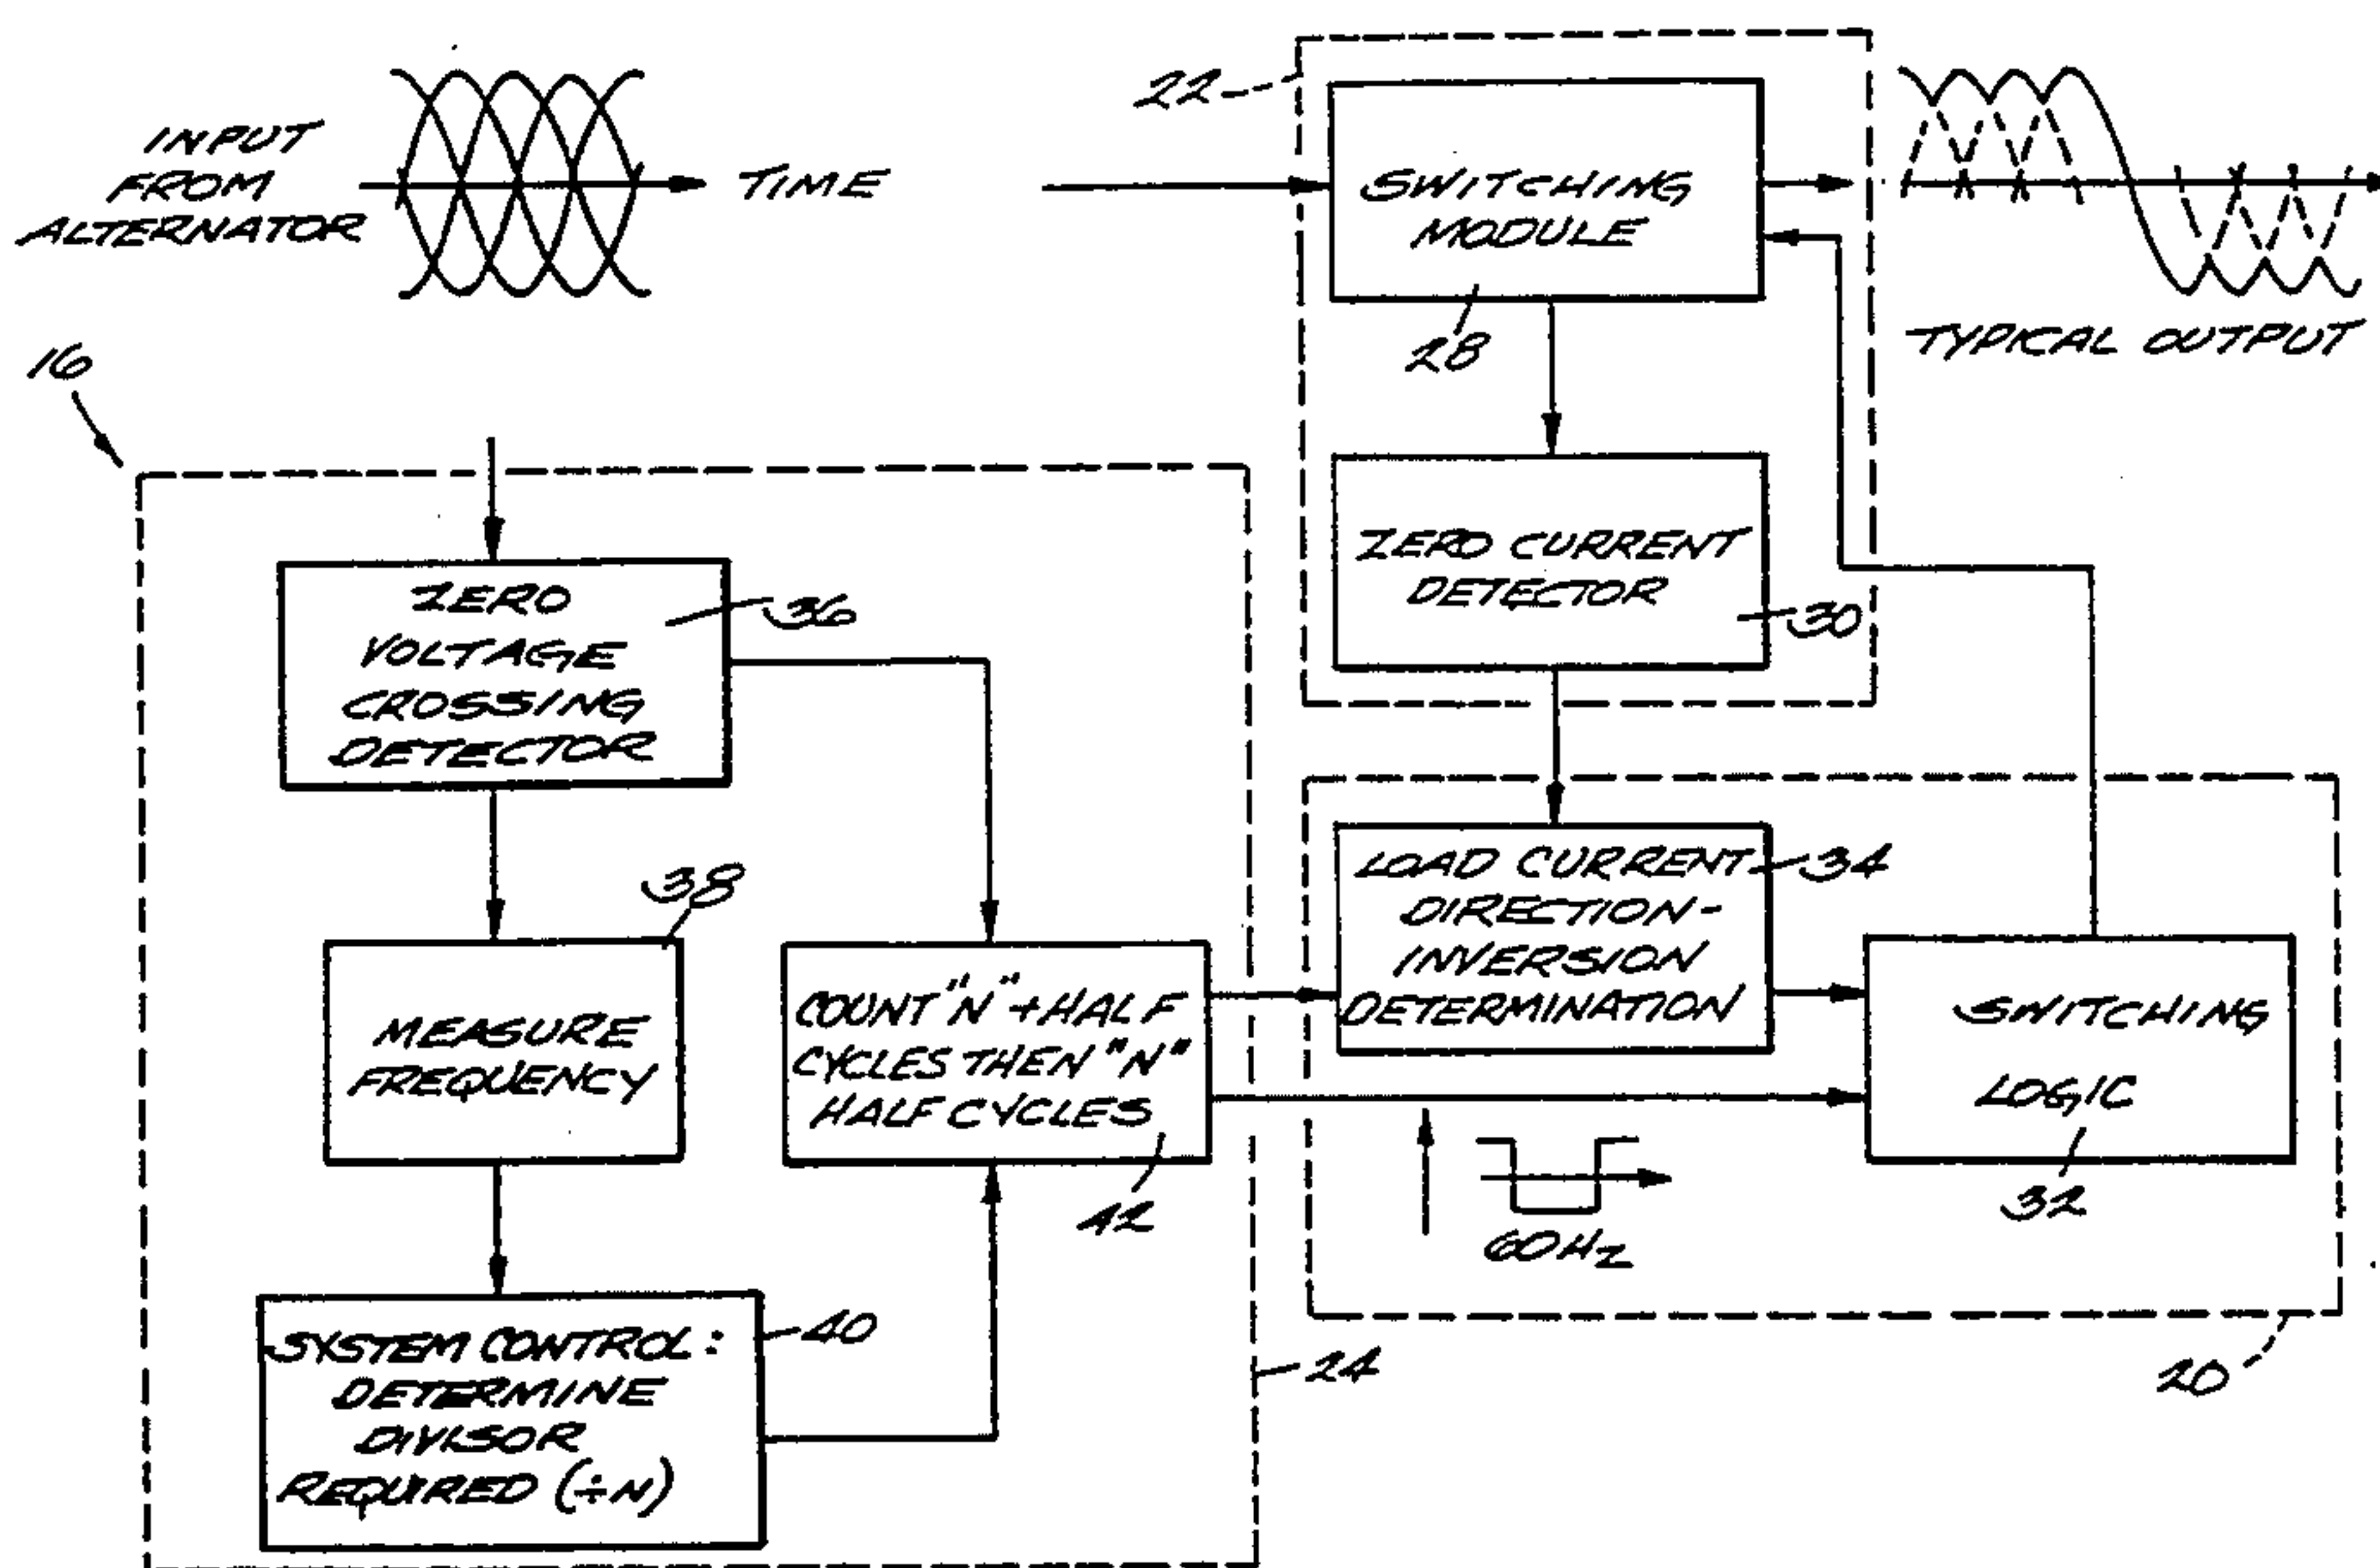 INPUT
FROM
ALTERNATOR
TIME
22
SWITCHING
MODULE
28
TYPICAL OUTPUT
16
ZERO
VOLTAGE
CROSSING
DETECTOR
36
ZERO CURRENT
DETECTOR
30
38
MEASURE
FREQUENCY
COUNT "N" + HALF
CYCLES THEN "N"
HALF CYCLES
42
LOAD CURRENT
DIRECTION-
INVERSION
DETERMINATION
34
SWITCHING
LOGIC
32
60HZ
SYSTEM CONTROL:
DETERMINE
DIVISOR
REQUIRED (÷N)
40
24
20